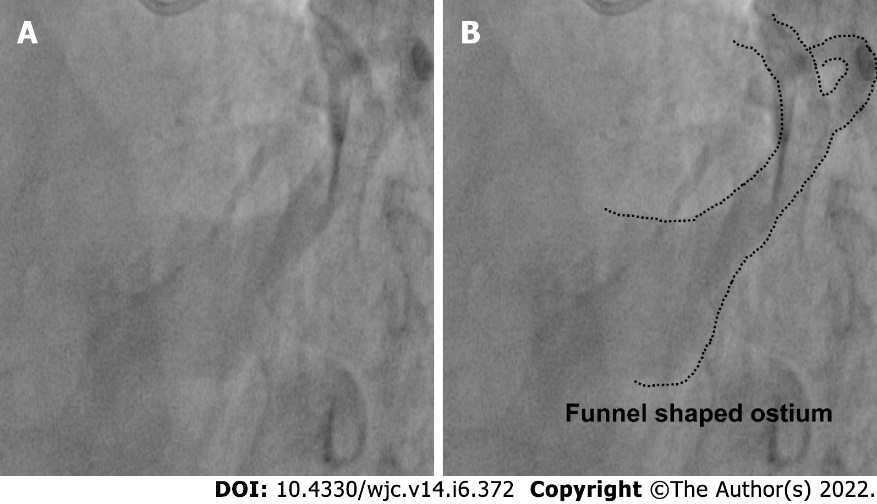 A
B
Funnel shaped ostium
DOI: 10.4330/wjc.v14.i6.372 Copyright ©The Author(s) 2022.